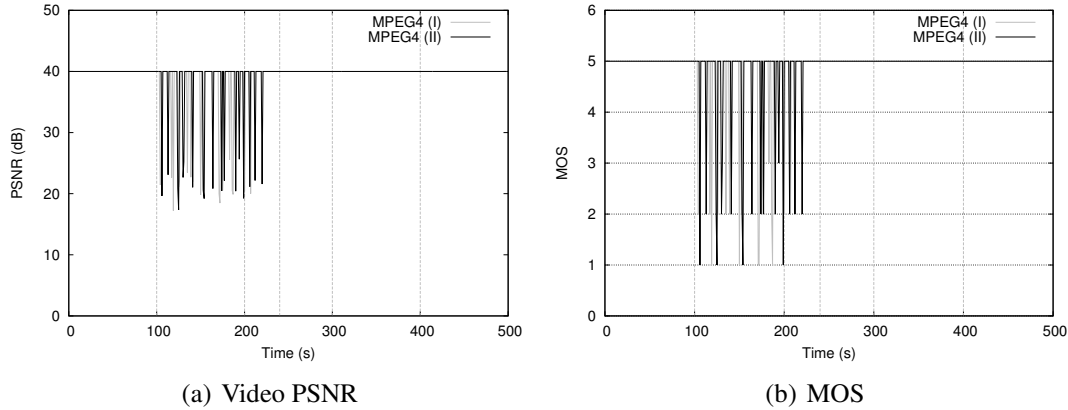 50
40
30
20
10
0
0
100
200
300
400
500
PSNR (dB)
Time (s)
MPEG4 (I)
MPEG4 (II)
(a) Video PSNR
6
5
4
3
2
1
0
0
100
200
300
400
500
MOS
Time (s)
MPEG4 (I)
MPEG4 (II)
(b) MOS